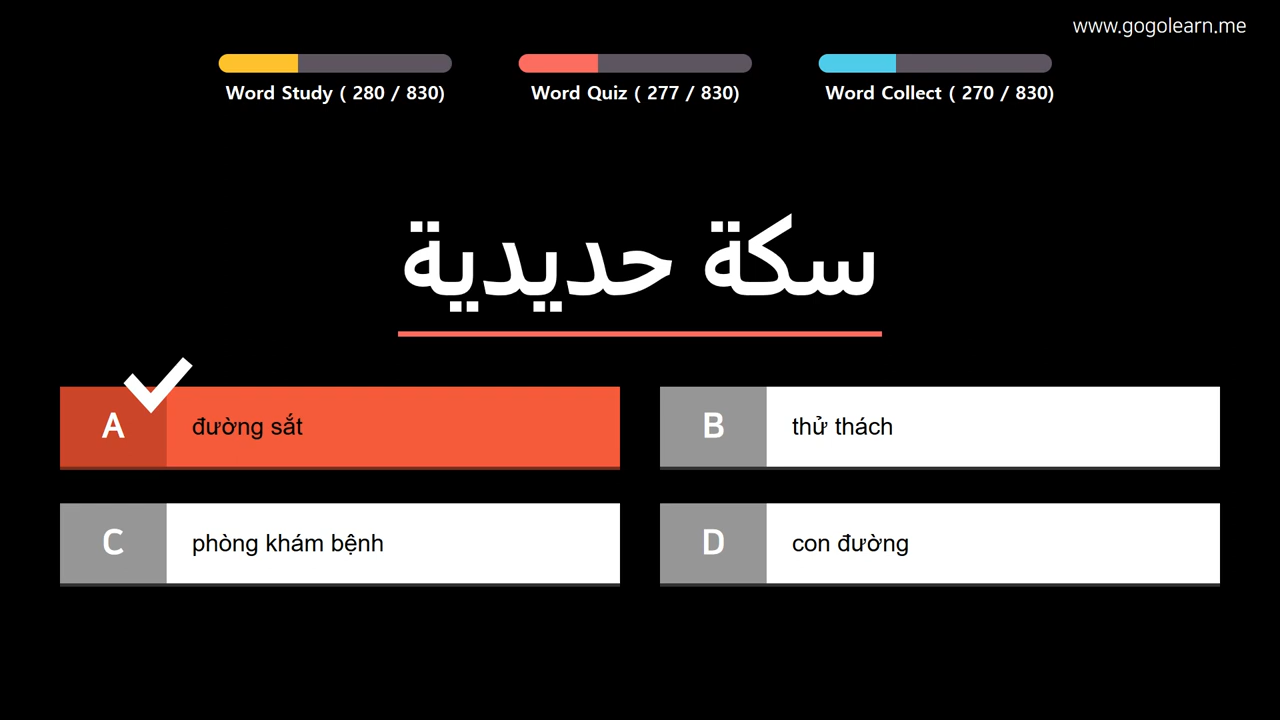 www.gogolearn.me
Word Study ( 280 / 830)
Word Quiz ( 277 / 830)
Word Collect ( 270 / 830)
سكة حديدية
A đường sắt
B thử thách
C phòng khám bệnh
D con đường